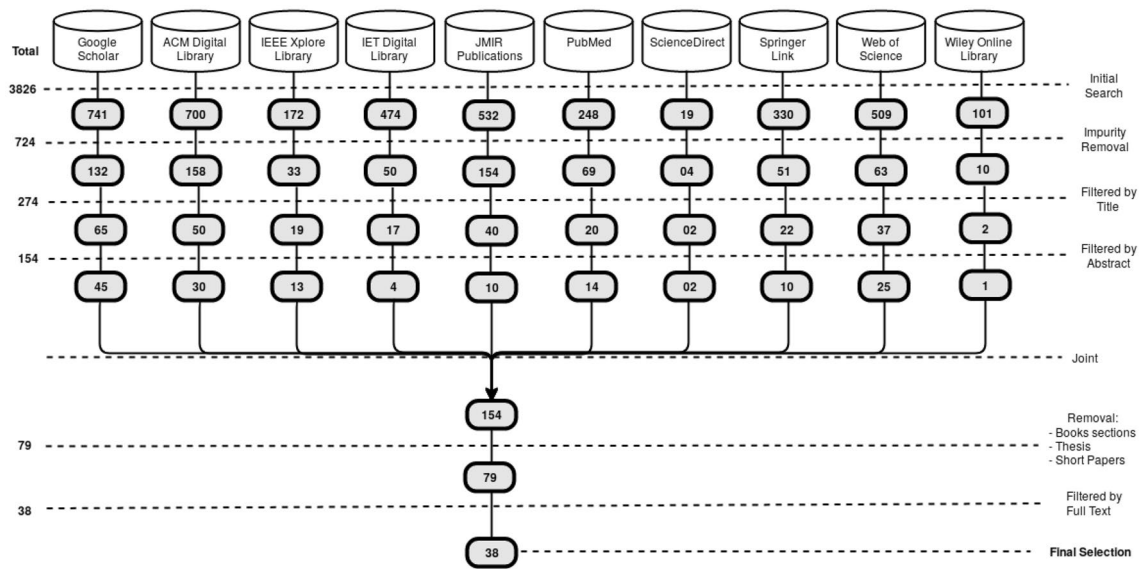 Total
Google
Scholar
ACM Digital
Library
IEEE Xplore
Library
IET Digital
Library
JMIR
Publications
PubMed
ScienceDirect
Springer
Link
Web of
Science
Wiley Online
Library
3826
Initial
Search
741 700 172 474 532 248 19 330 509 101
724
Impurity
Removal
132 158 33 50 154 69 04 51 63 10
274
Filtered by
Title
65 50 19 17 40 20 02 22 37 2
154
Filtered by
Abstract
45 30 13 4 10 14 02 10 25 1
Joint
154
79
Removal:
- Books sections
- Thesis
- Short Papers
79
38
Filtered by
Full Text
38
Final Selection